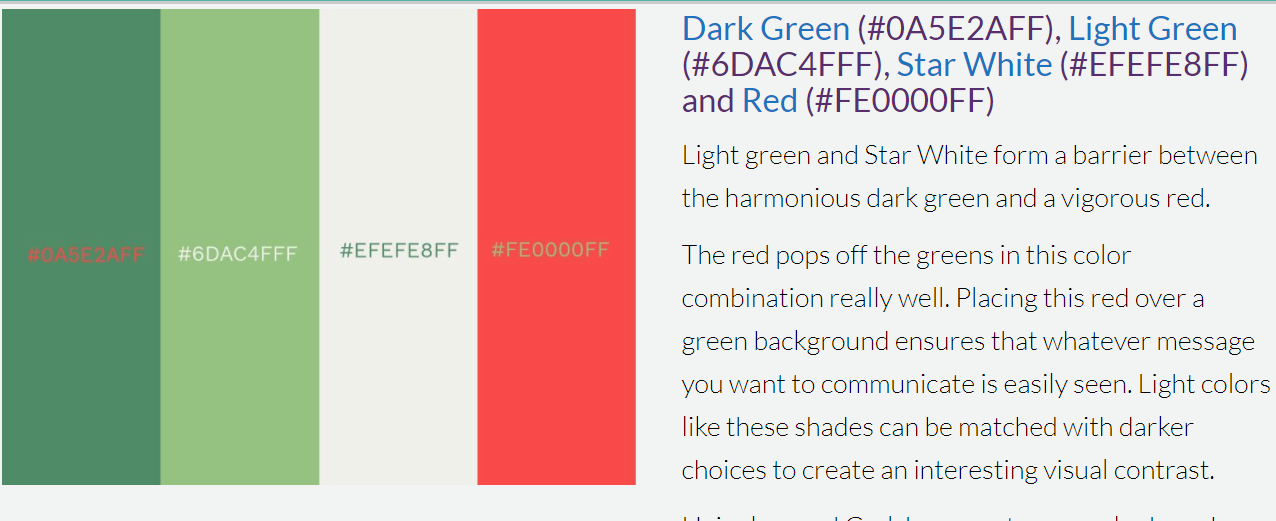 #0A5E2AFF
#6DAC4FFF
#EFEFE8FF
#FE0000FF
Dark Green (#0A5E2AFF), Light Green
(#6DAC4FFF), Star White (#EFEFE8FF)
and Red (#FE0000FF)
Light green and Star White form a barrier between
the harmonious dark green and a vigorous red.
The red pops off the greens in this color
combination really well. Placing this red over a
green background ensures that whatever message
you want to communicate is easily seen. Light colors
like these shades can be matched with darker
choices to create an interesting visual contrast.